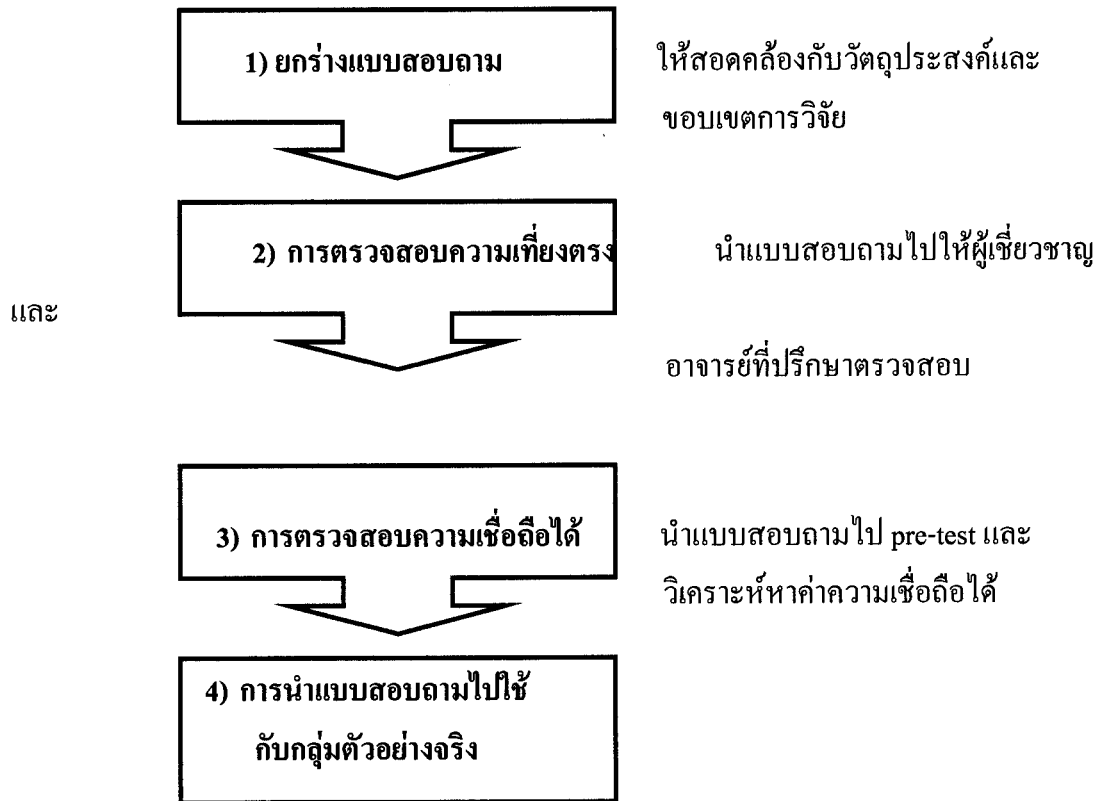 1) ยกร่างแบบสอบถาม
ให้สอดคล้องกับวัตถุประสงค์และ
ขอบเขตการวิจัย
2) การตรวจสอบความเที่ยงตรง
นำแบบสอบถามไปให้ผู้เชี่ยวชาญ
และ
อาจารย์ที่ปรึกษาตรวจสอบ
3) การตรวจสอบความเชื่อถือได้
นำแบบสอบถามไป pre-test และ
วิเคราะห์หาค่าความเชื่อถือได้
4) การนำแบบสอบถามไปใช้
กับกลุ่มตัวอย่างจริง